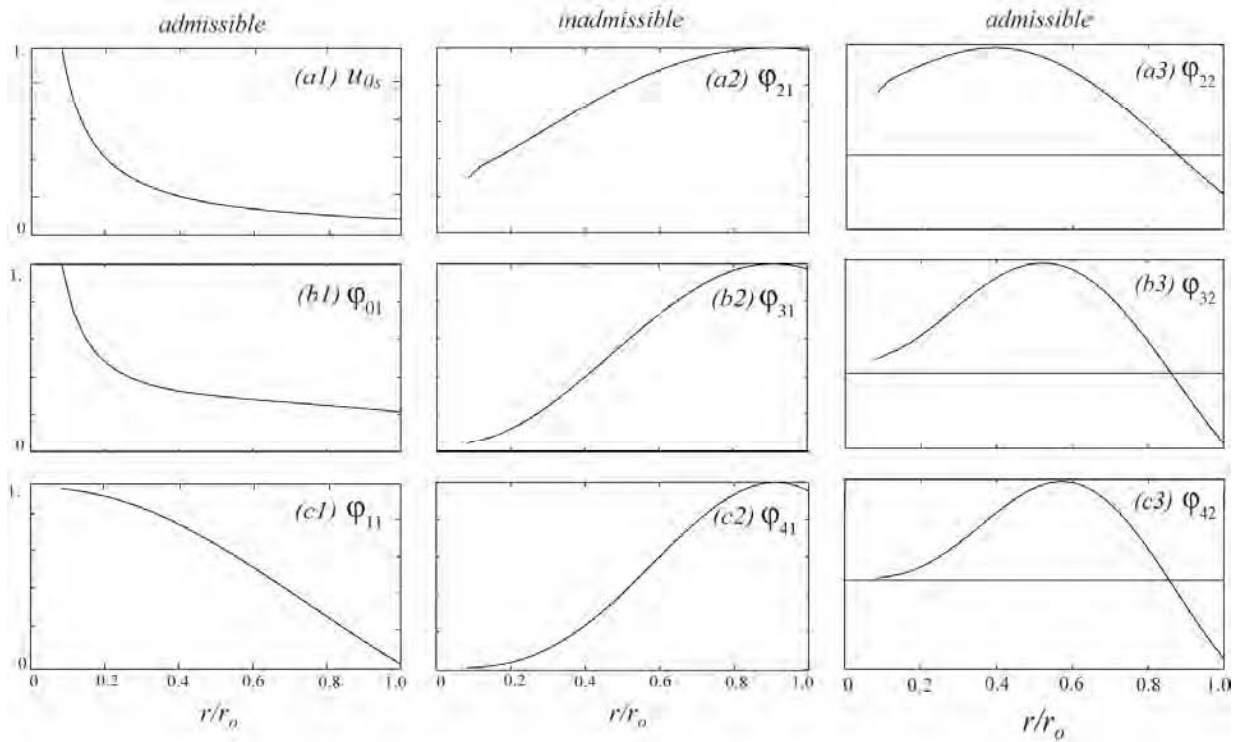 admissible inadmissible admissible
1. (a1) u₀ₛ (a2) φ₂₁ (a3) φ₂₂
0
1. (b1) φ₀₁ (b2) φ₃₁ (b3) φ₃₂
0
1. (c1) φ₁₁ (c2) φ₄₁ (c3) φ₄₂
0
0 0.2 0.4 0.6 0.8 1.0 0.2 0.4 0.6 0.8 1.0 0 0.2 0.4 0.6 0.8 1.0
r/rₒ r/rₒ r/rₒ